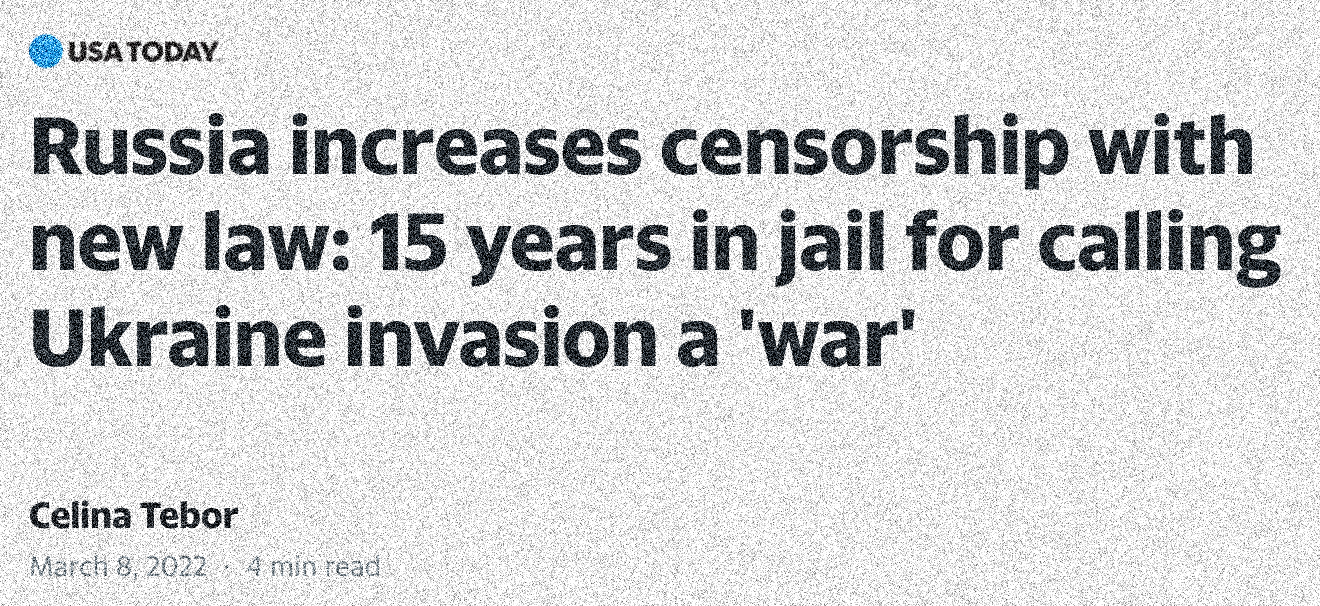 USA TODAY
Russia increases censorship with
new law: 15 years in jail for calling
Ukraine invasion a 'war'
Celina Tebor
March 8, 2022 · 4 min read